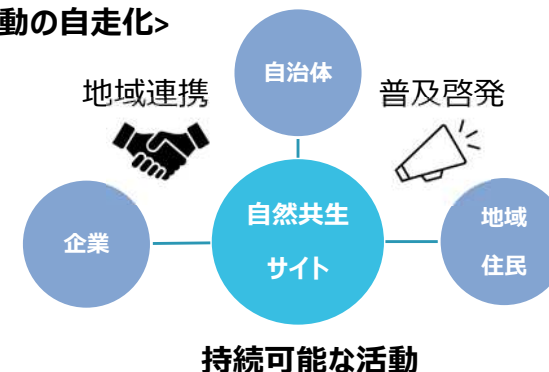 動の自走化>
自治体
地域連携
普及啓発
自然共生
サイト
企業
地域
住民
持続可能な活動